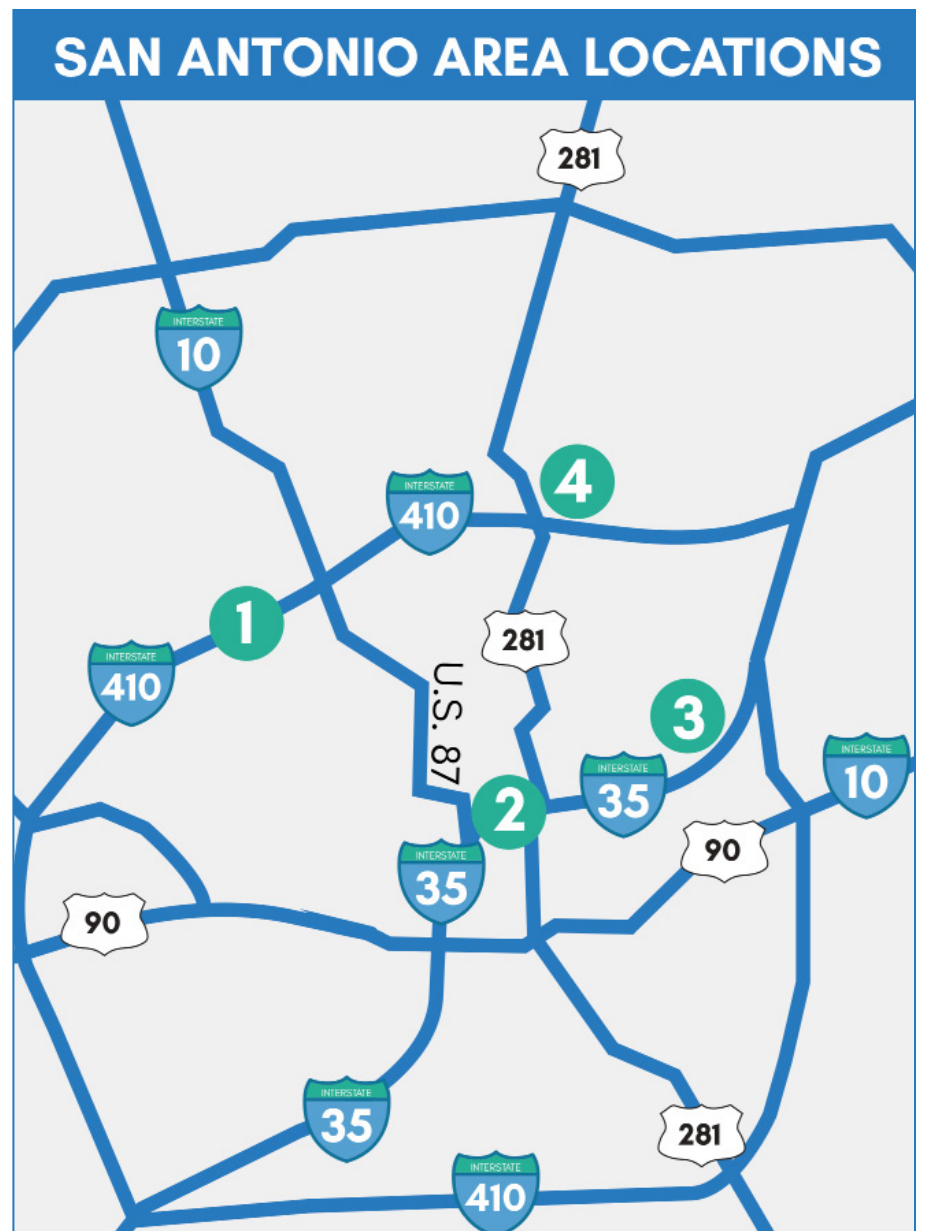 SAN ANTONIO AREA LOCATIONS
281
INTERSTATE
10
INTERSTATE
410
4
1
281
INTERSTATE
410
U.S. 87
3
INTERSTATE
10
INTERSTATE
35
2
90
INTERSTATE
35
90
INTERSTATE
35
281
INTERSTATE
410